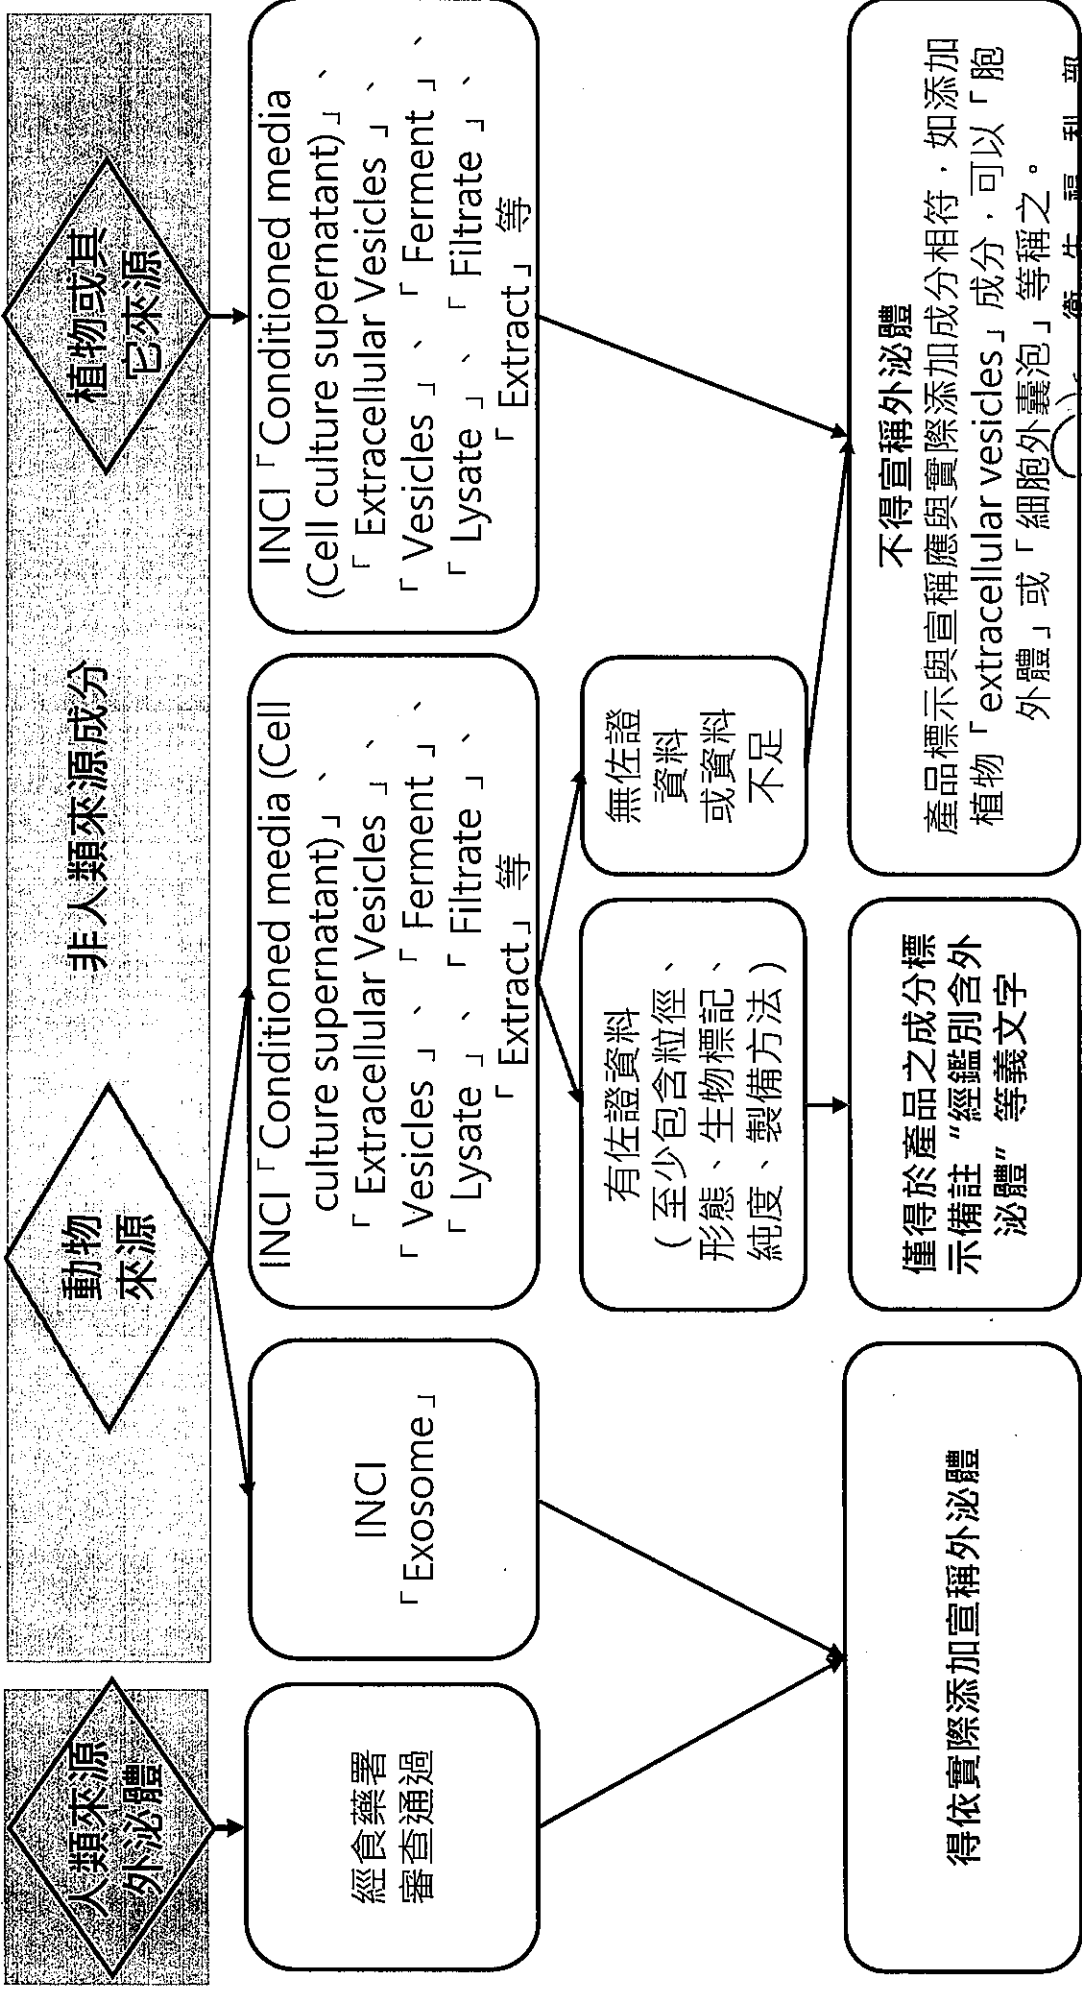 人類來源
外泌體
非人類來源成分
動物
來源
植物或其
它來源
經食藥署
審查通過
INCI
「Exosome」
INCI「Conditioned media (Cell
culture supernatant)」、
「Extracellular Vesicles」、
「Vesicles」、「Ferment」、
「Lysate」、「Filtrate」、
「Extract」等
INCI「Conditioned media
(Cell culture supernatant)」、
「Extracellular Vesicles」、
「Vesicles」、「Ferment」、
「Lysate」、「Filtrate」、
「Extract」等
有佐證資料
(至少包含粒徑、
形態、生物標記、
純度、製備方法)
無佐證
資料
或資料
不足
得依實際添加宣稱外泌體
僅得於產品之成分標
示備註“經鑑別含外
泌體”等義文字
不得宣稱外泌體
產品標示與宣稱應與實際添加成分相符，如添加
植物「extracellular vesicles」成分，可以「胞
外體」或「細胞外囊泡」等稱之。
衛生福利部